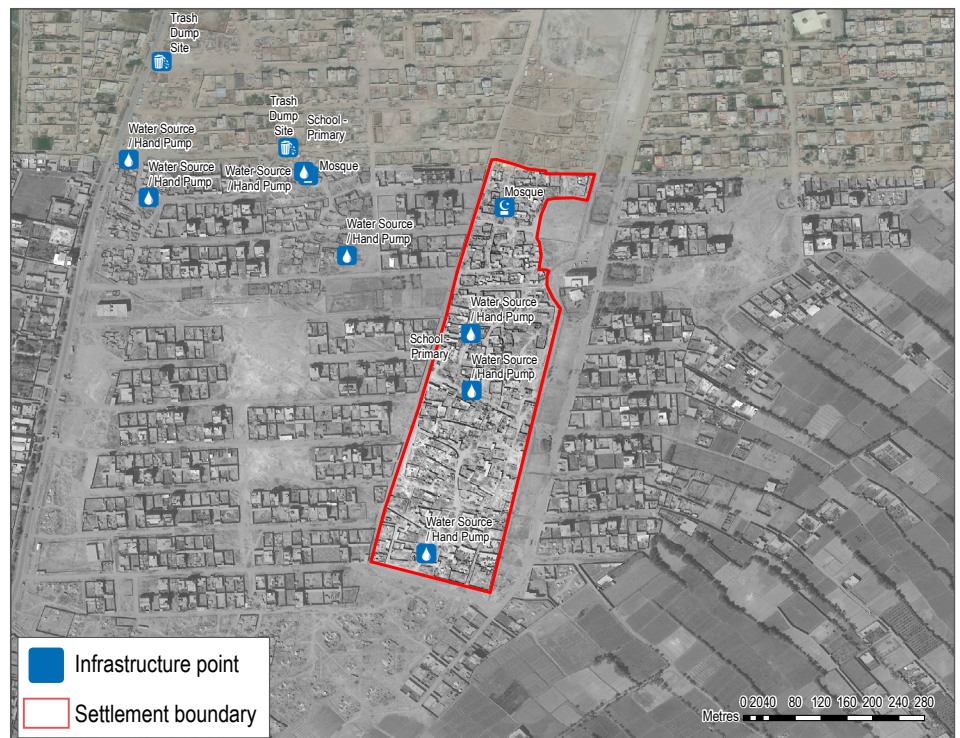 Trash
Dump
Site
Trash
Dump
Site
School -
Primary
Water Source
/ Hand Pump
Water Source
/ Hand Pump
Water Source
/Hand Pump
Mosque
Mosque
Water Source
/ Hand Pump
Water Source
/ Hand Pump
School -
Primary
Water Source
/ Hand Pump
Water Source
/ Hand Pump
Infrastructure point
Settlement boundary
Metres
0 20 40 80 120 160 200 240 280